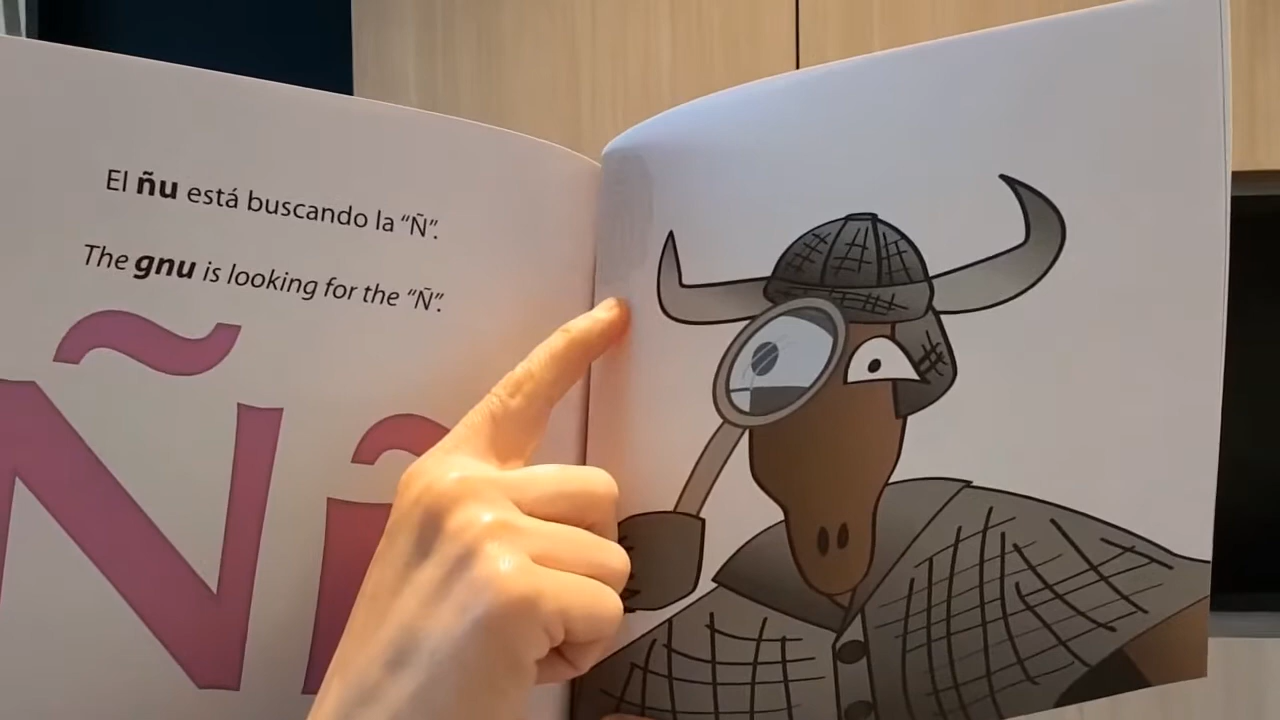 El ñu está buscando la “Ñ”.
The gnu is looking for the “Ñ”.
Ñ